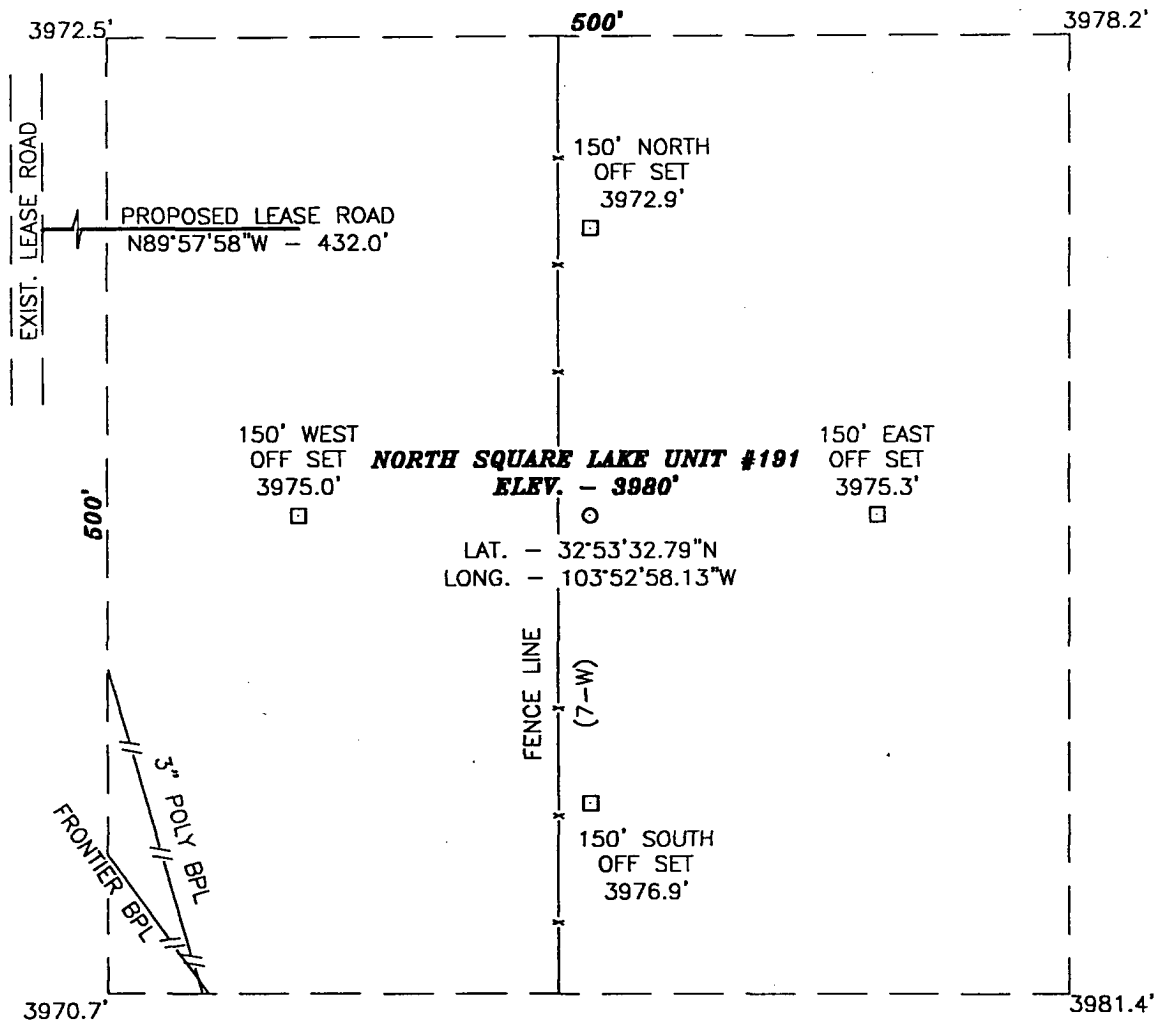 3972.5'
500'
3978.2'
EXIST. LEASE ROAD
150' NORTH
OFF SET
3972.9'
PROPOSED LEASE ROAD
N89°57'58"W - 432.0'
150' WEST
OFF SET
3975.0'
NORTH SQUARE LAKE UNIT #191
ELEV. - 3980'
150' EAST
OFF SET
3975.3'
500'
LAT. - 32°53'32.79"N
LONG. - 103°52'58.13"W
FENCE LINE
(7-W)
3" POLY BPL
FRONTIER BPL
150' SOUTH
OFF SET
3976.9'
3970.7'
3981.4'